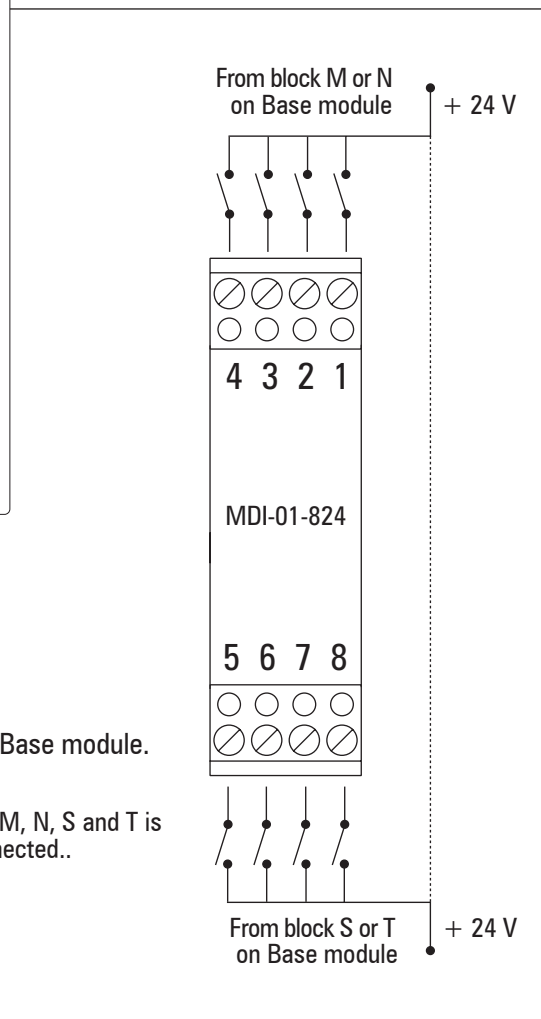 From block M or N
on Base module
+ 24 V
4 3 2 1
MDI-01-824
5 6 7 8
Base module.
M, N, S and T is
nected..
From block S or T
on Base module
+ 24 V